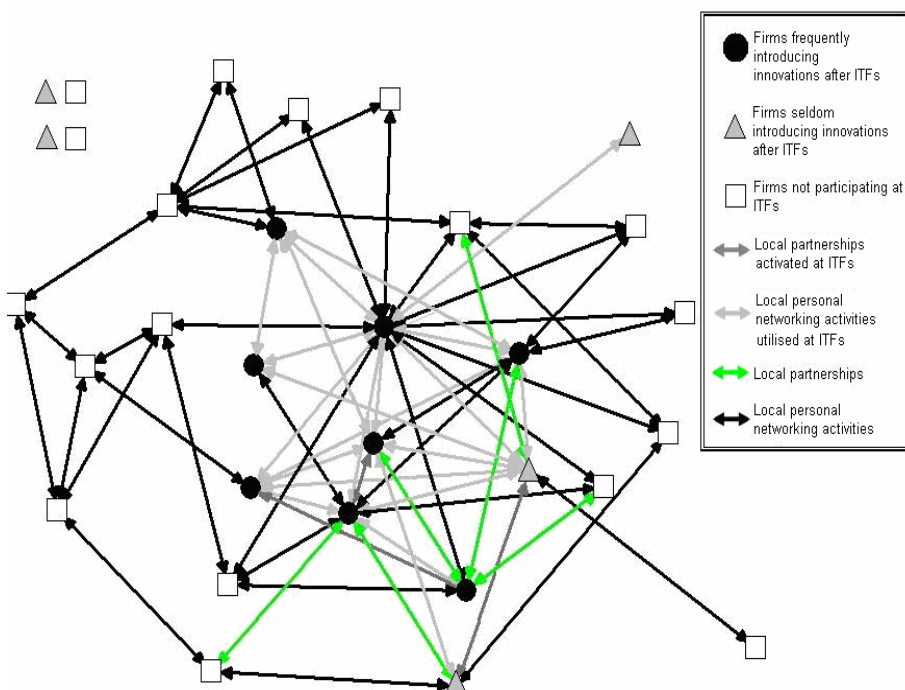 Firms frequently
introducing
innovations after ITFs
Firms seldom
introducing innovations
after ITFs
Firms not participating at
ITFs
Local partnerships
activated at ITFs
Local personal
networking activities
utilised at ITFs
Local partnerships
Local personal
networking activities